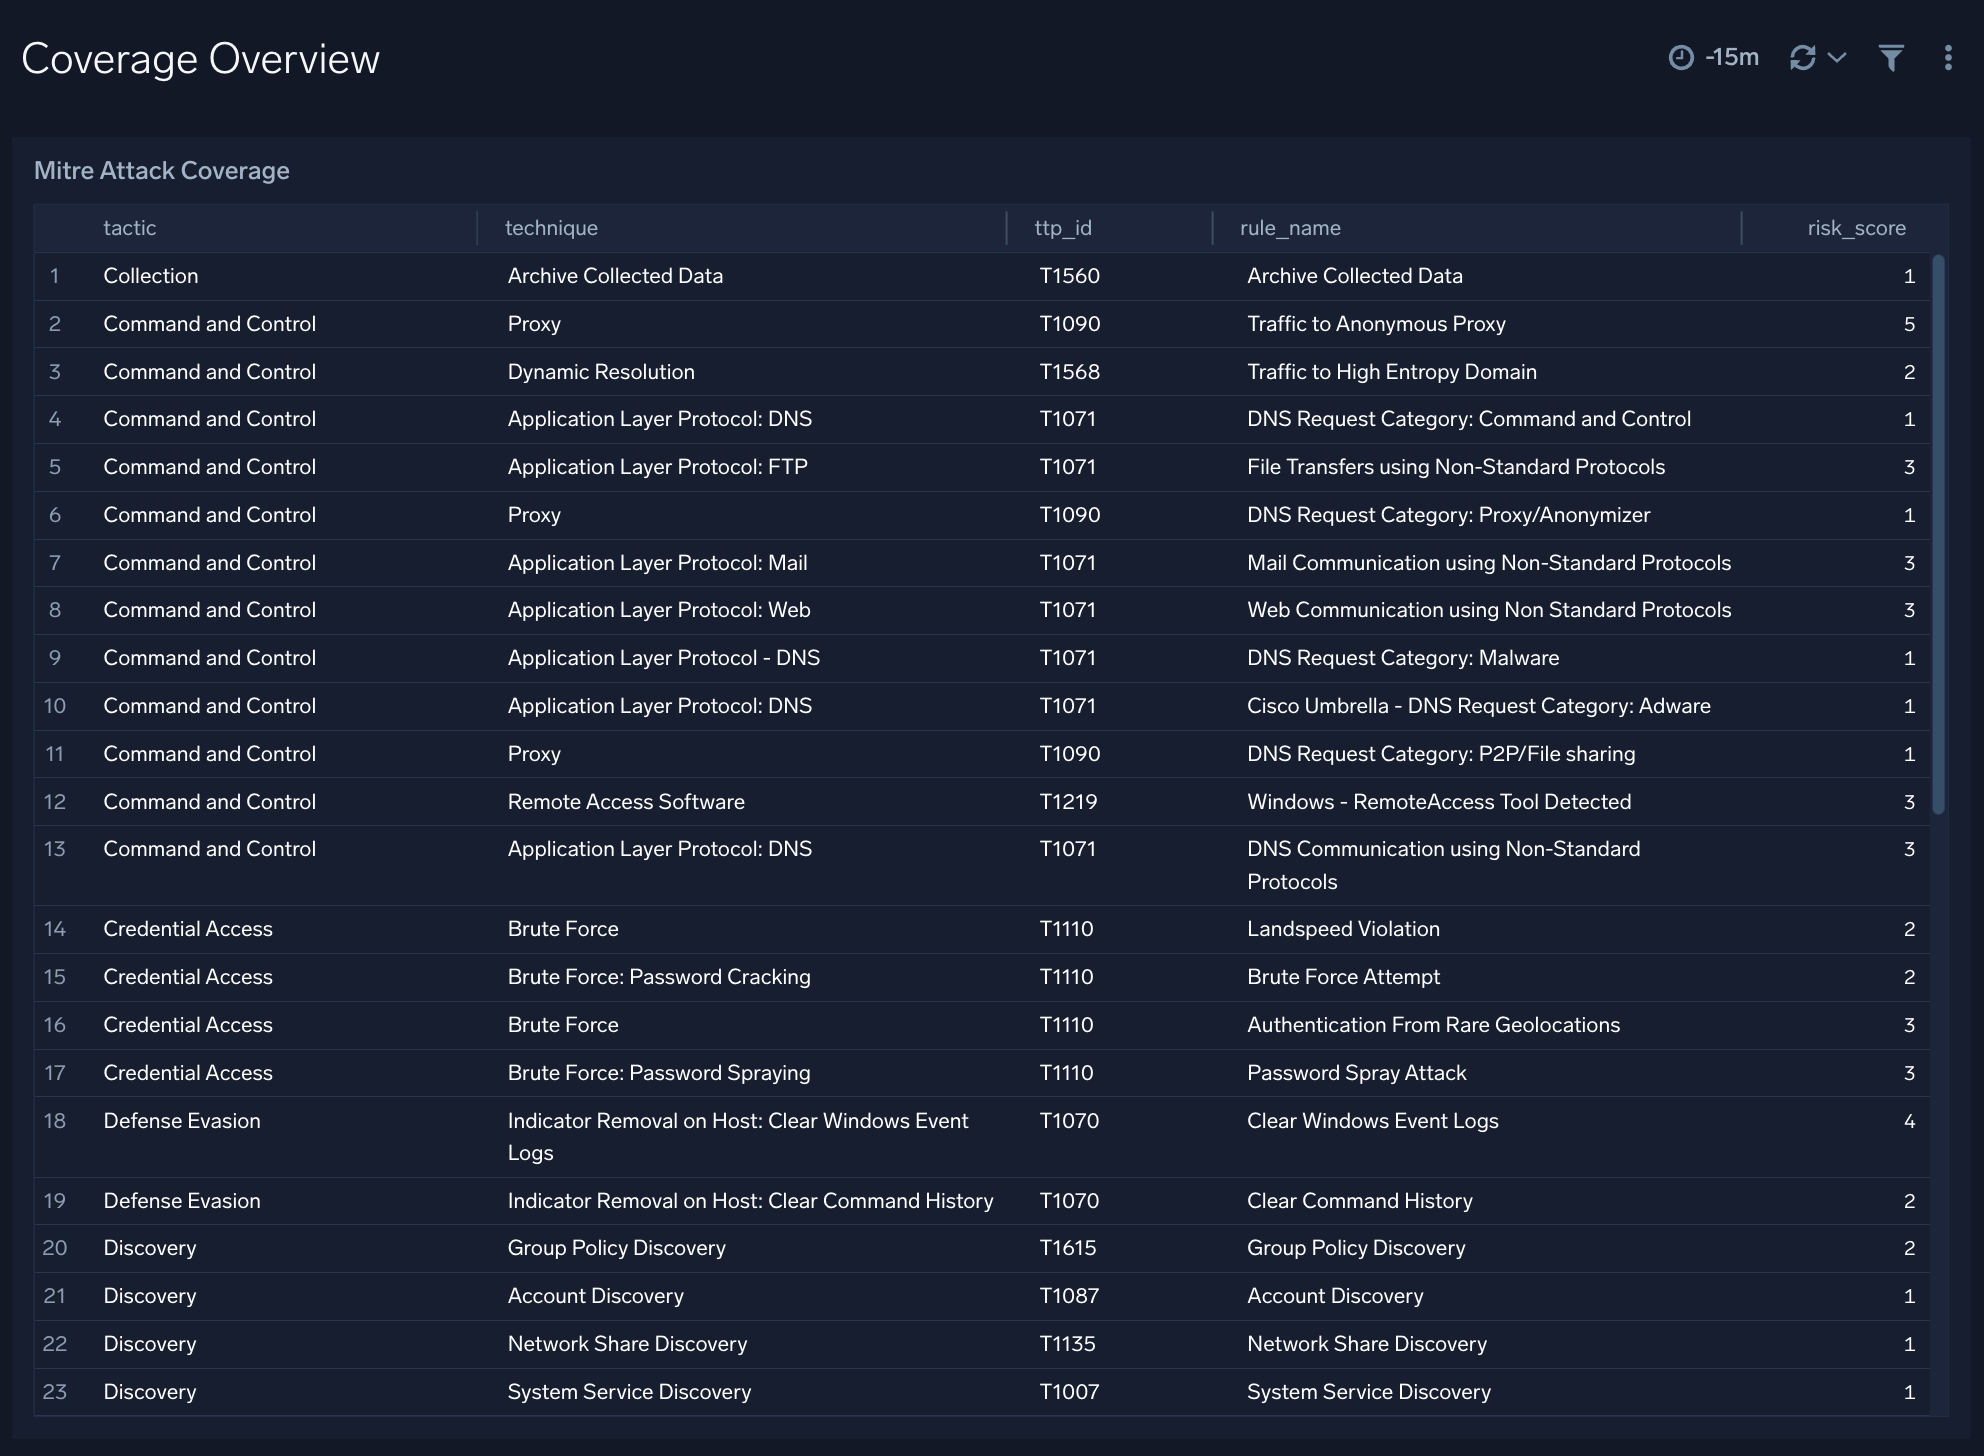 Coverage Overview
-15m
Mitre Attack Coverage
tactic technique ttp_id rule_name risk_score
1 Collection Archive Collected Data T1560 Archive Collected Data 1
2 Command and Control Proxy T1090 Traffic to Anonymous Proxy 5
3 Command and Control Dynamic Resolution T1568 Traffic to High Entropy Domain 2
4 Command and Control Application Layer Protocol: DNS T1071 DNS Request Category: Command and Control 1
5 Command and Control Application Layer Protocol: FTP T1071 File Transfers using Non-Standard Protocols 3
6 Command and Control Proxy T1090 DNS Request Category: Proxy/Anonymizer 1
7 Command and Control Application Layer Protocol: Mail T1071 Mail Communication using Non-Standard Protocols 3
8 Command and Control Application Layer Protocol: Web T1071 Web Communication using Non Standard Protocols 3
9 Command and Control Application Layer Protocol - DNS T1071 DNS Request Category: Malware 1
10 Command and Control Application Layer Protocol: DNS T1071 Cisco Umbrella - DNS Request Category: Adware 1
11 Command and Control Proxy T1090 DNS Request Category: P2P/File sharing 1
12 Command and Control Remote Access Software T1219 Windows - RemoteAccess Tool Detected 3
13 Command and Control Application Layer Protocol: DNS T1071 DNS Communication using Non-Standard 3
Protocols
14 Credential Access Brute Force T1110 Landspeed Violation 2
15 Credential Access Brute Force: Password Cracking T1110 Brute Force Attempt 2
16 Credential Access Brute Force T1110 Authentication From Rare Geolocations 3
17 Credential Access Brute Force: Password Spraying T1110 Password Spray Attack 3
18 Defense Evasion Indicator Removal on Host: Clear Windows Event T1070 Clear Windows Event Logs 4
Logs
19 Defense Evasion Indicator Removal on Host: Clear Command History T1070 Clear Command History 2
20 Discovery Group Policy Discovery T1615 Group Policy Discovery 2
21 Discovery Account Discovery T1087 Account Discovery 1
22 Discovery Network Share Discovery T1135 Network Share Discovery 1
23 Discovery System Service Discovery T1007 System Service Discovery 1